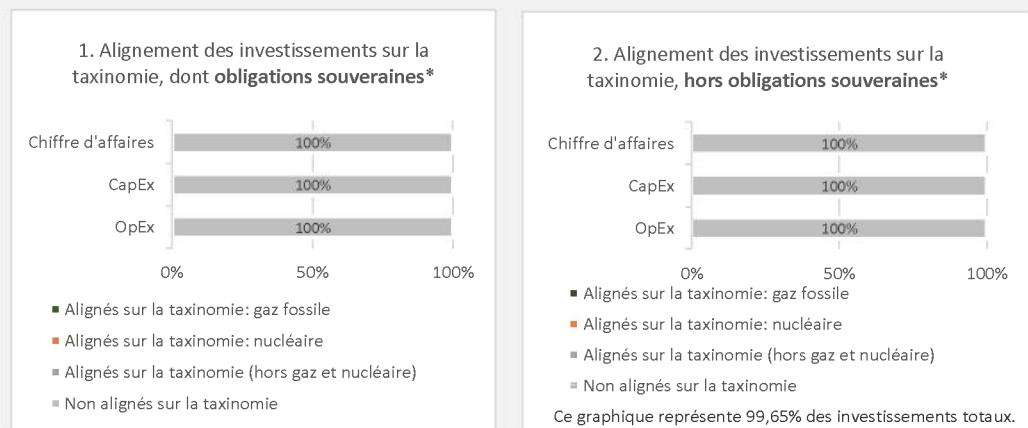 1. Alignement des investissements sur la
taxinomie, dont obligations souveraines*
Chiffre d'affaires
100%
CapEx
100%
OpEx
100%
0%
50%
100%
Alignés sur la taxinomie: gaz fossile
Alignés sur la taxinomie: nucléaire
Alignés sur la taxinomie (hors gaz et nucléaire)
Non alignés sur la taxinomie
2. Alignement des investissements sur la
taxinomie, hors obligations souveraines*
Chiffre d'affaires
100%
CapEx
100%
OpEx
100%
0%
50%
100%
Alignés sur la taxinomie: gaz fossile
Alignés sur la taxinomie: nucléaire
Alignés sur la taxinomie (hors gaz et nucléaire)
Non alignés sur la taxinomie
Ce graphique représente 99,65% des investissements totaux.